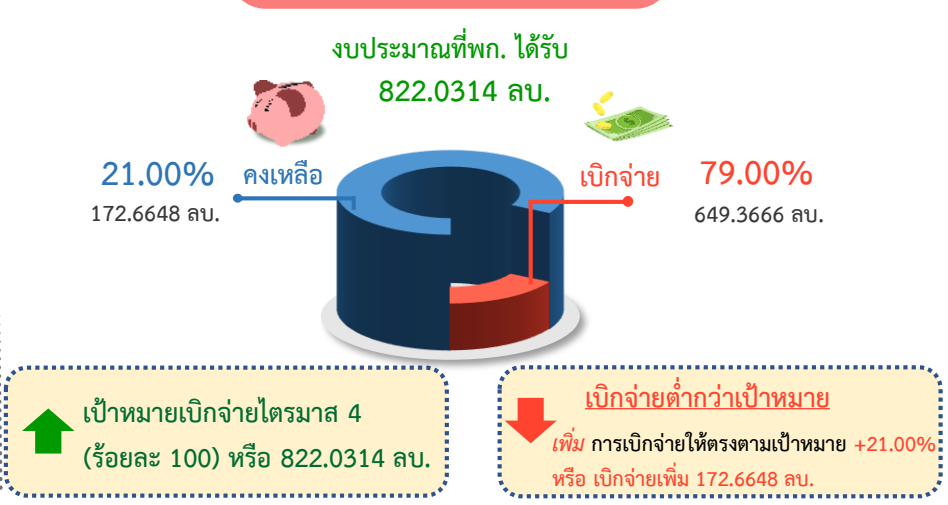 งบประมาณที่พก. ได้รับ
822.0314 ลบ.
21.00% คงเหลือ
172.6648 ลบ.
เบิกจ่าย 79.00%
649.3666 ลบ.
เป้าหมายเบิกจ่ายไตรมาส 4
(ร้อยละ 100) หรือ 822.0314 ลบ.
เบิกจ่ายต่ำกว่าเป้าหมาย
เพิ่ม การเบิกจ่ายให้ตรงตามเป้าหมาย +21.00%
หรือ เบิกจ่ายเพิ่ม 172.6648 ลบ.